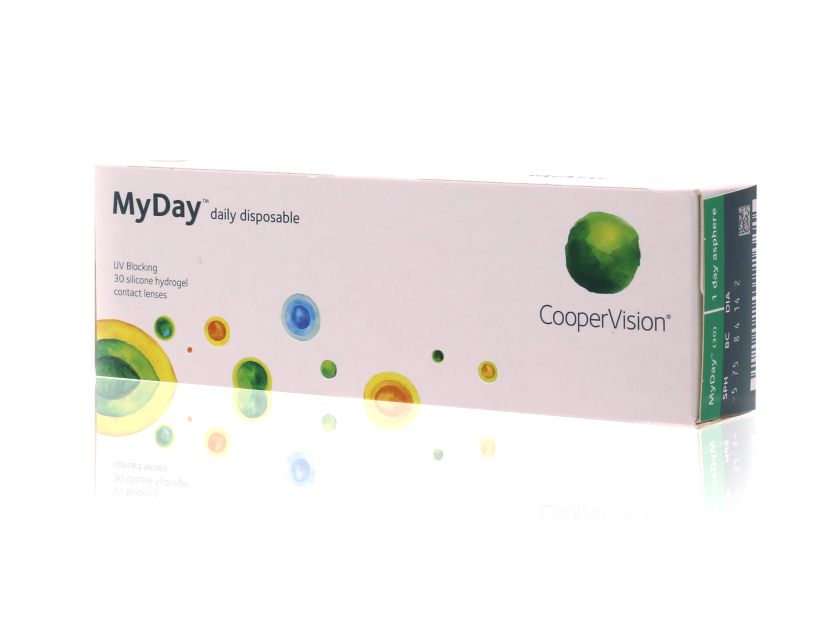 MyDay™ daily disposable
UV Blocking
30 silicone hydrogel
contact lenses
CooperVision®
MyDay™ (30) | 1 day asphere
SPH BC DIA
-5 75 8 4 14 2